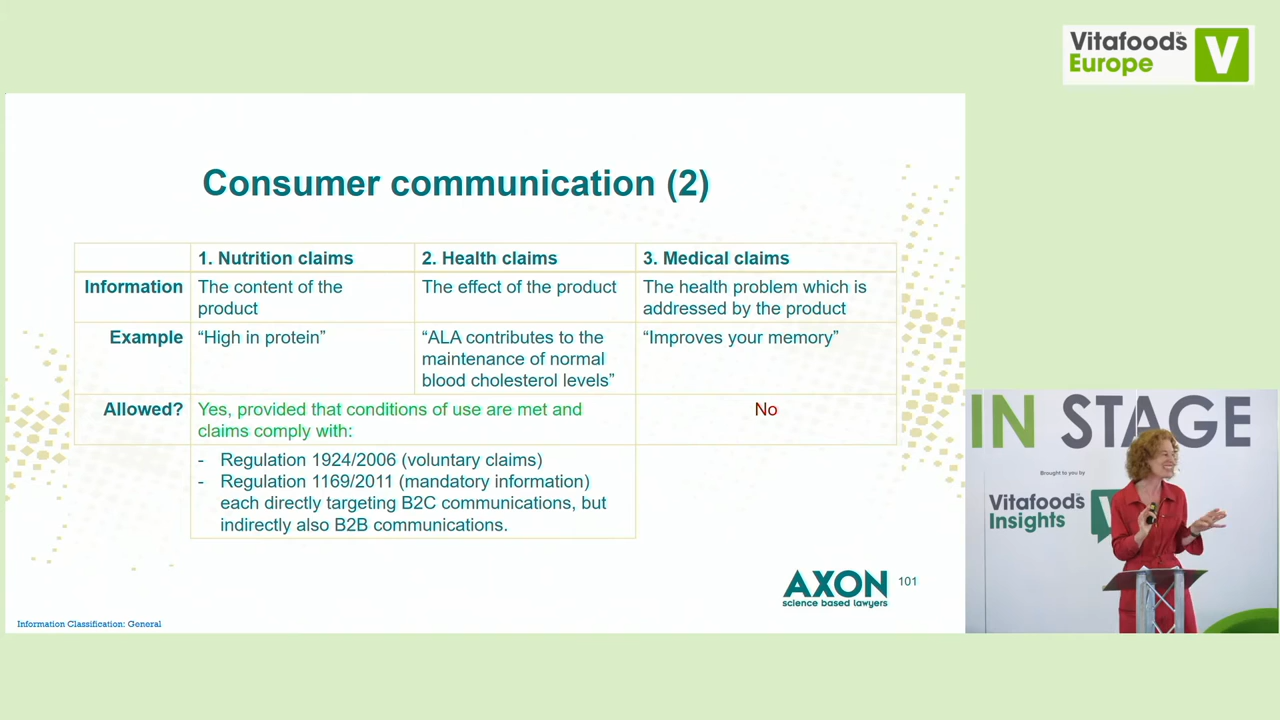 Vitafoods
Europe
V
Consumer communication (2)
1. Nutrition claims
2. Health claims
3. Medical claims
Information
The content of the
product
The effect of the product
The health problem which is
addressed by the product
Example
“High in protein”
“ALA contributes to the
maintenance of normal
blood cholesterol levels”
“Improves your memory”
Allowed?
Yes, provided that conditions of use are met and
claims comply with:
No
- Regulation 1924/2006 (voluntary claims)
- Regulation 1169/2011 (mandatory information)
each directly targeting B2C communications, but
indirectly also B2B communications.
AXON
science based lawyers
101
Information Classification: General
IN STAGE
Brought to you by
Vitafoods
Insights